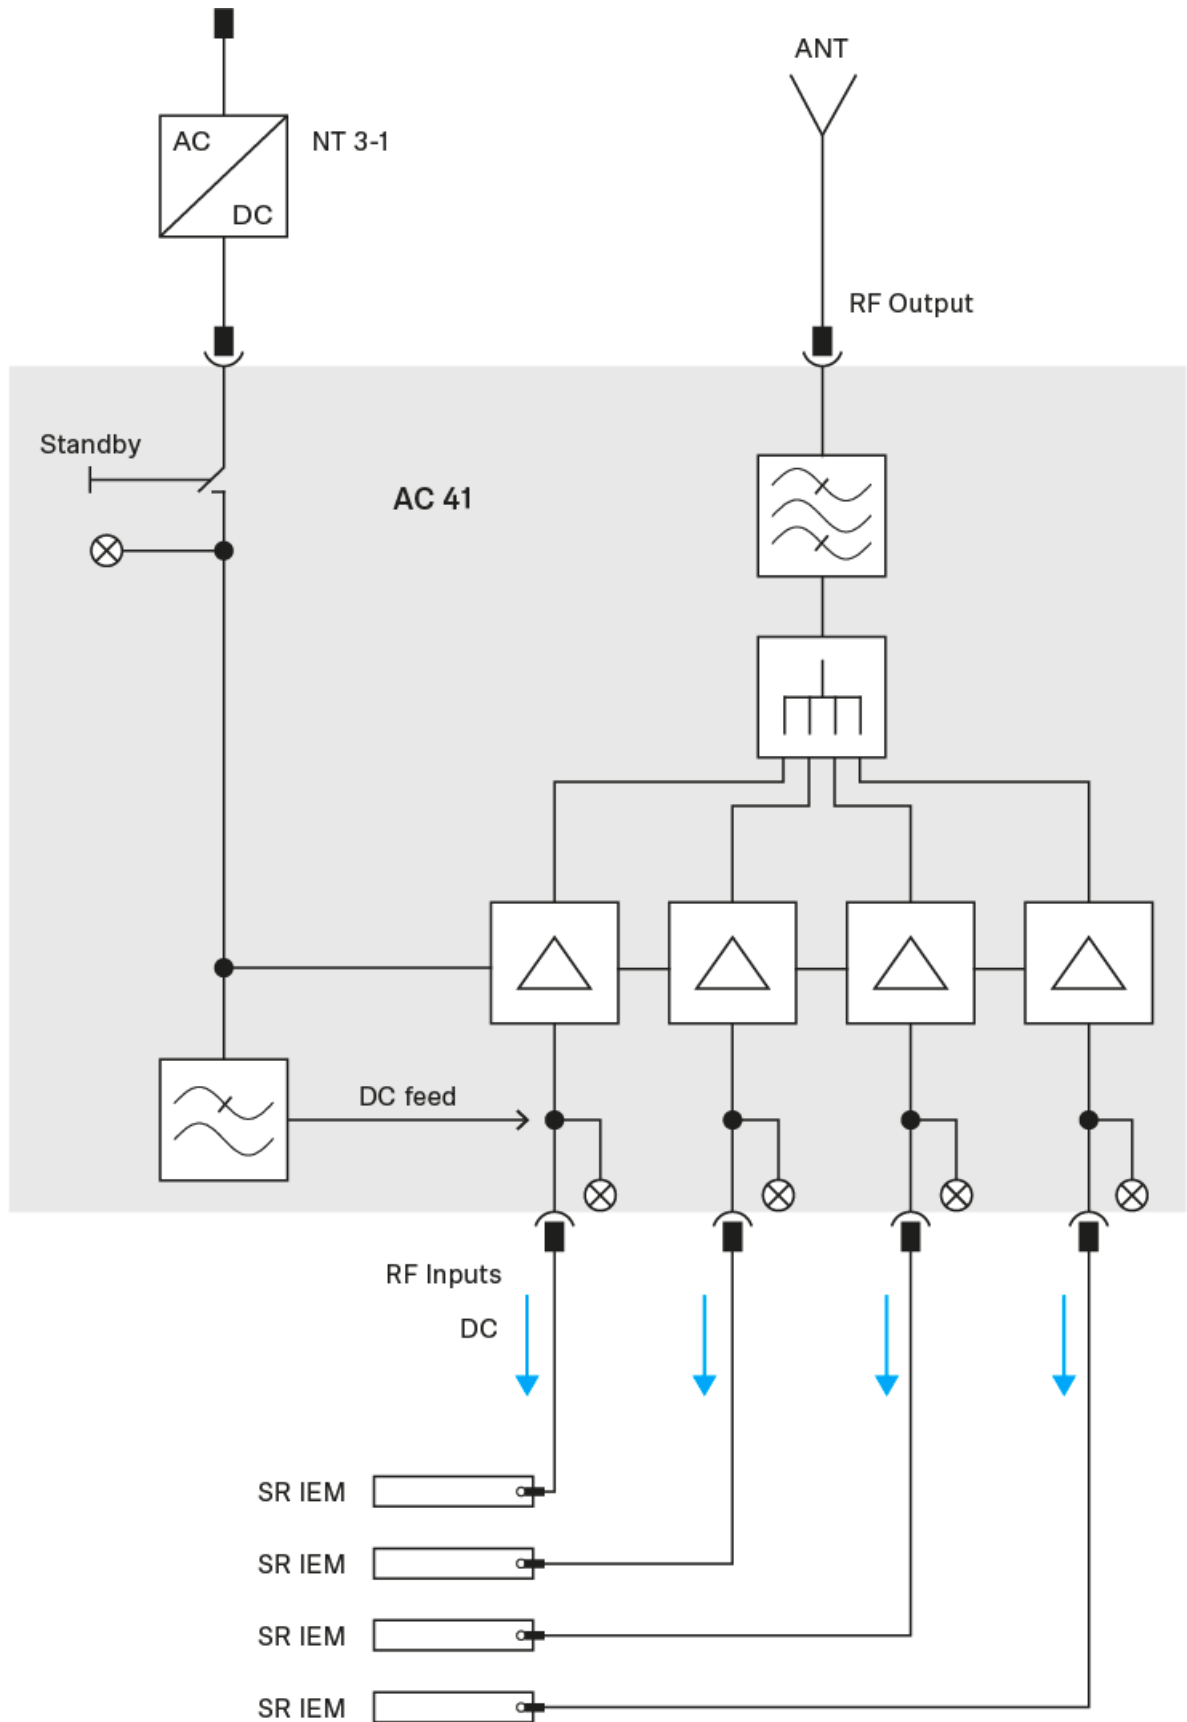 ANT
AC
NT 3-1
DC
RF Output
Standby
AC 41
DC feed
RF Inputs
DC
SR IEM
SR IEM
SR IEM
SR IEM